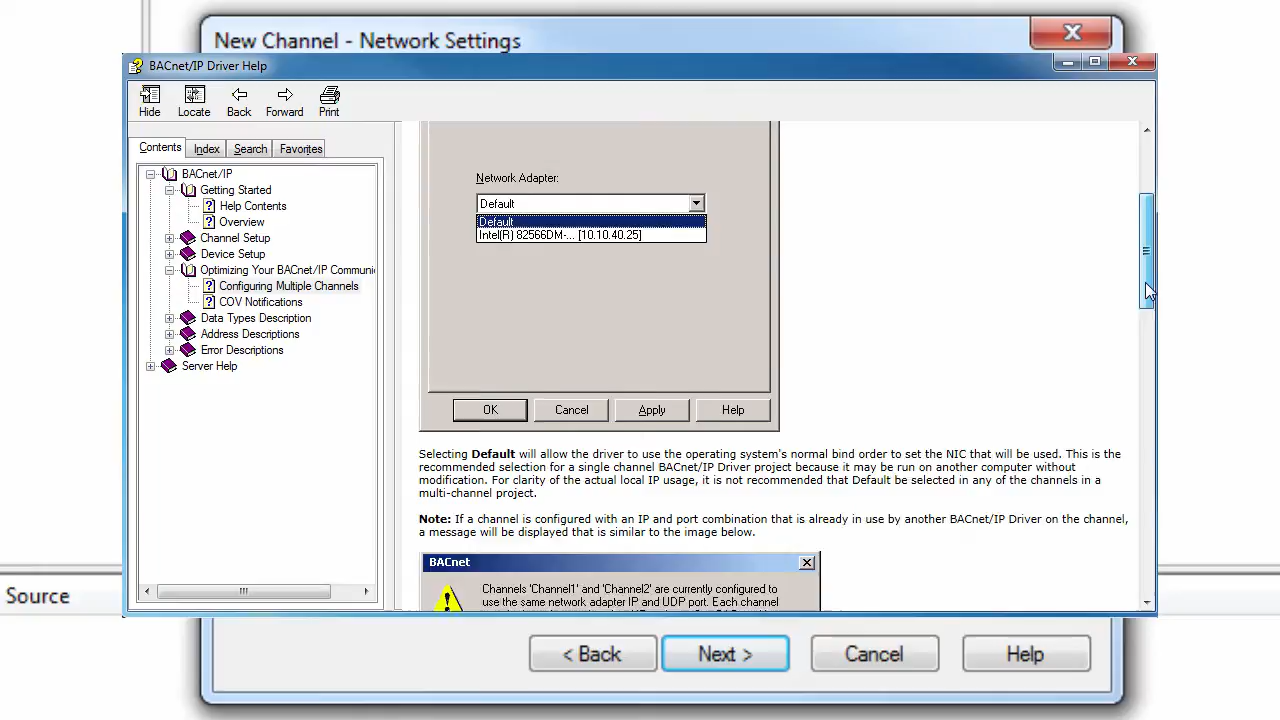 New Channel - Network Settings
BACnet/IP Driver Help
Hide Locate Back Forward Print
Contents Index Search Favorites
BACnet/IP
Getting Started
Help Contents
Overview
Channel Setup
Device Setup
Optimizing Your BACnet/IP Communi
Configuring Multiple Channels
COV Notifications
Data Types Description
Address Descriptions
Error Descriptions
Server Help
Network Adapter:
Default
Default
Intel(R) 82566DM-... [10.10.40.25]
OK Cancel Apply Help
Selecting Default will allow the driver to use the operating system's normal bind order to set the NIC that will be used. This is the
recommended selection for a single channel BACnet/IP Driver project because it may be run on another computer without
modification. For clarity of the actual local IP usage, it is not recommended that Default be selected in any of the channels in a
multi-channel project.
Note: If a channel is configured with an IP and port combination that is already in use by another BACnet/IP Driver on the channel,
a message will be displayed that is similar to the image below.
BACnet
Channels 'Channel1' and 'Channel2' are currently configured to
use the same network adapter IP and UDP port. Each channel
Source
< Back Next > Cancel Help